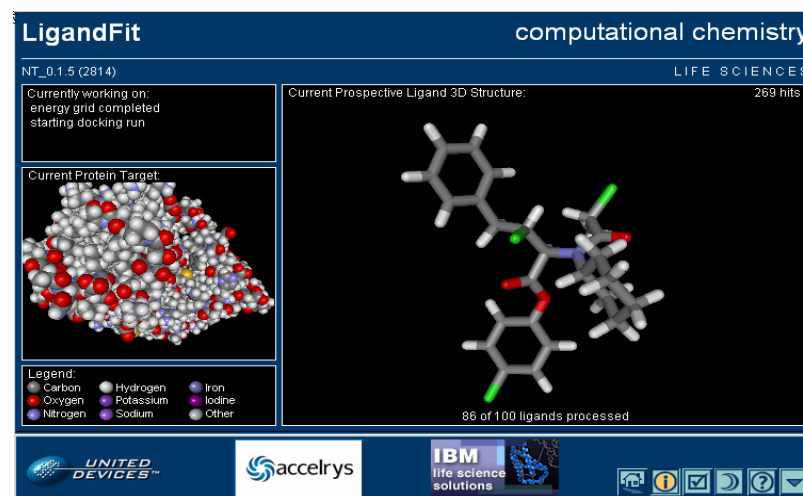 LigandFit
computational chemistry
NT_0.1.5 (2814)
LIFE SCIENCES
Currently working on:
energy grid completed
starting docking run
Current Prospective Ligand 3D Structure:
269 hits
Current Protein Target:
Legend:
Carbon Hydrogen Iron
Oxygen Potassium Iodine
Nitrogen Sodium Other
86 of 100 ligands processed
UNITED
DEVICES™
accelrys
IBM
life science
solutions